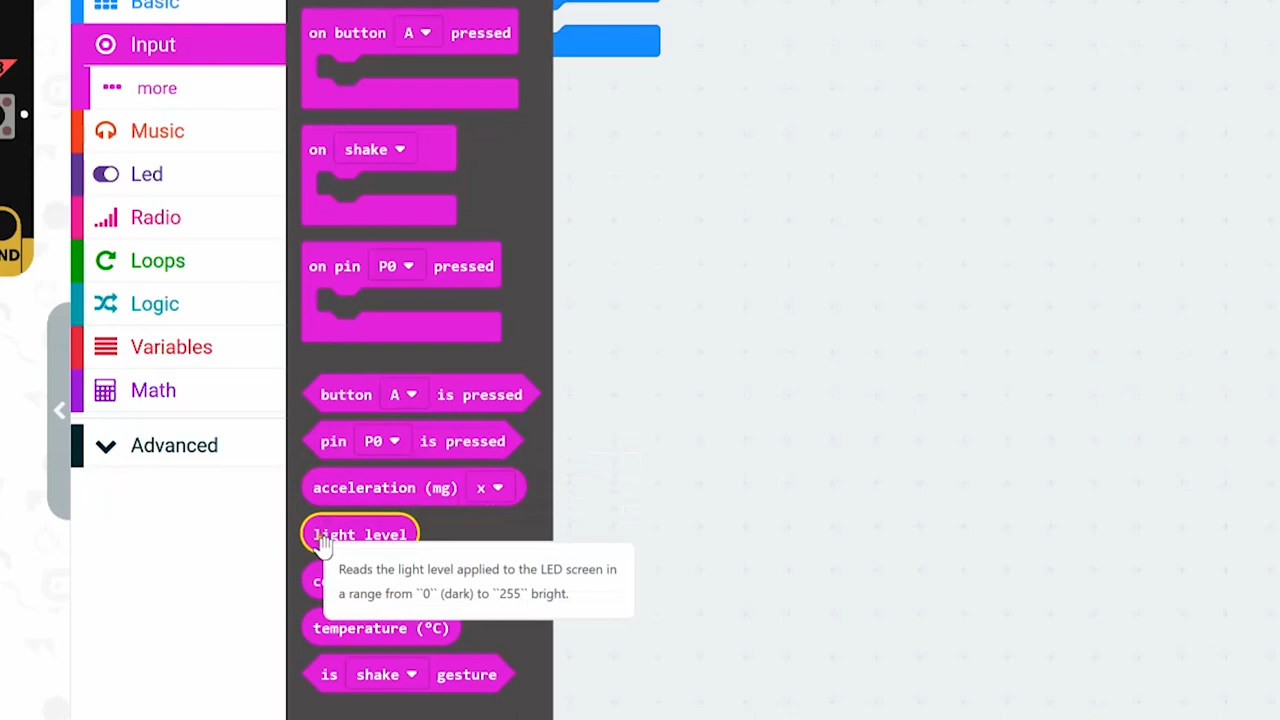 Basic
Input
more
Music
Led
Radio
Loops
Logic
Variables
Math
Advanced
on button A pressed
on shake
on pin P0 pressed
button A is pressed
pin P0 is pressed
acceleration (mg) x
light level
Reads the light level applied to the LED screen in
a range from ``0`` (dark) to ``255`` bright.
temperature (°C)
is shake gesture